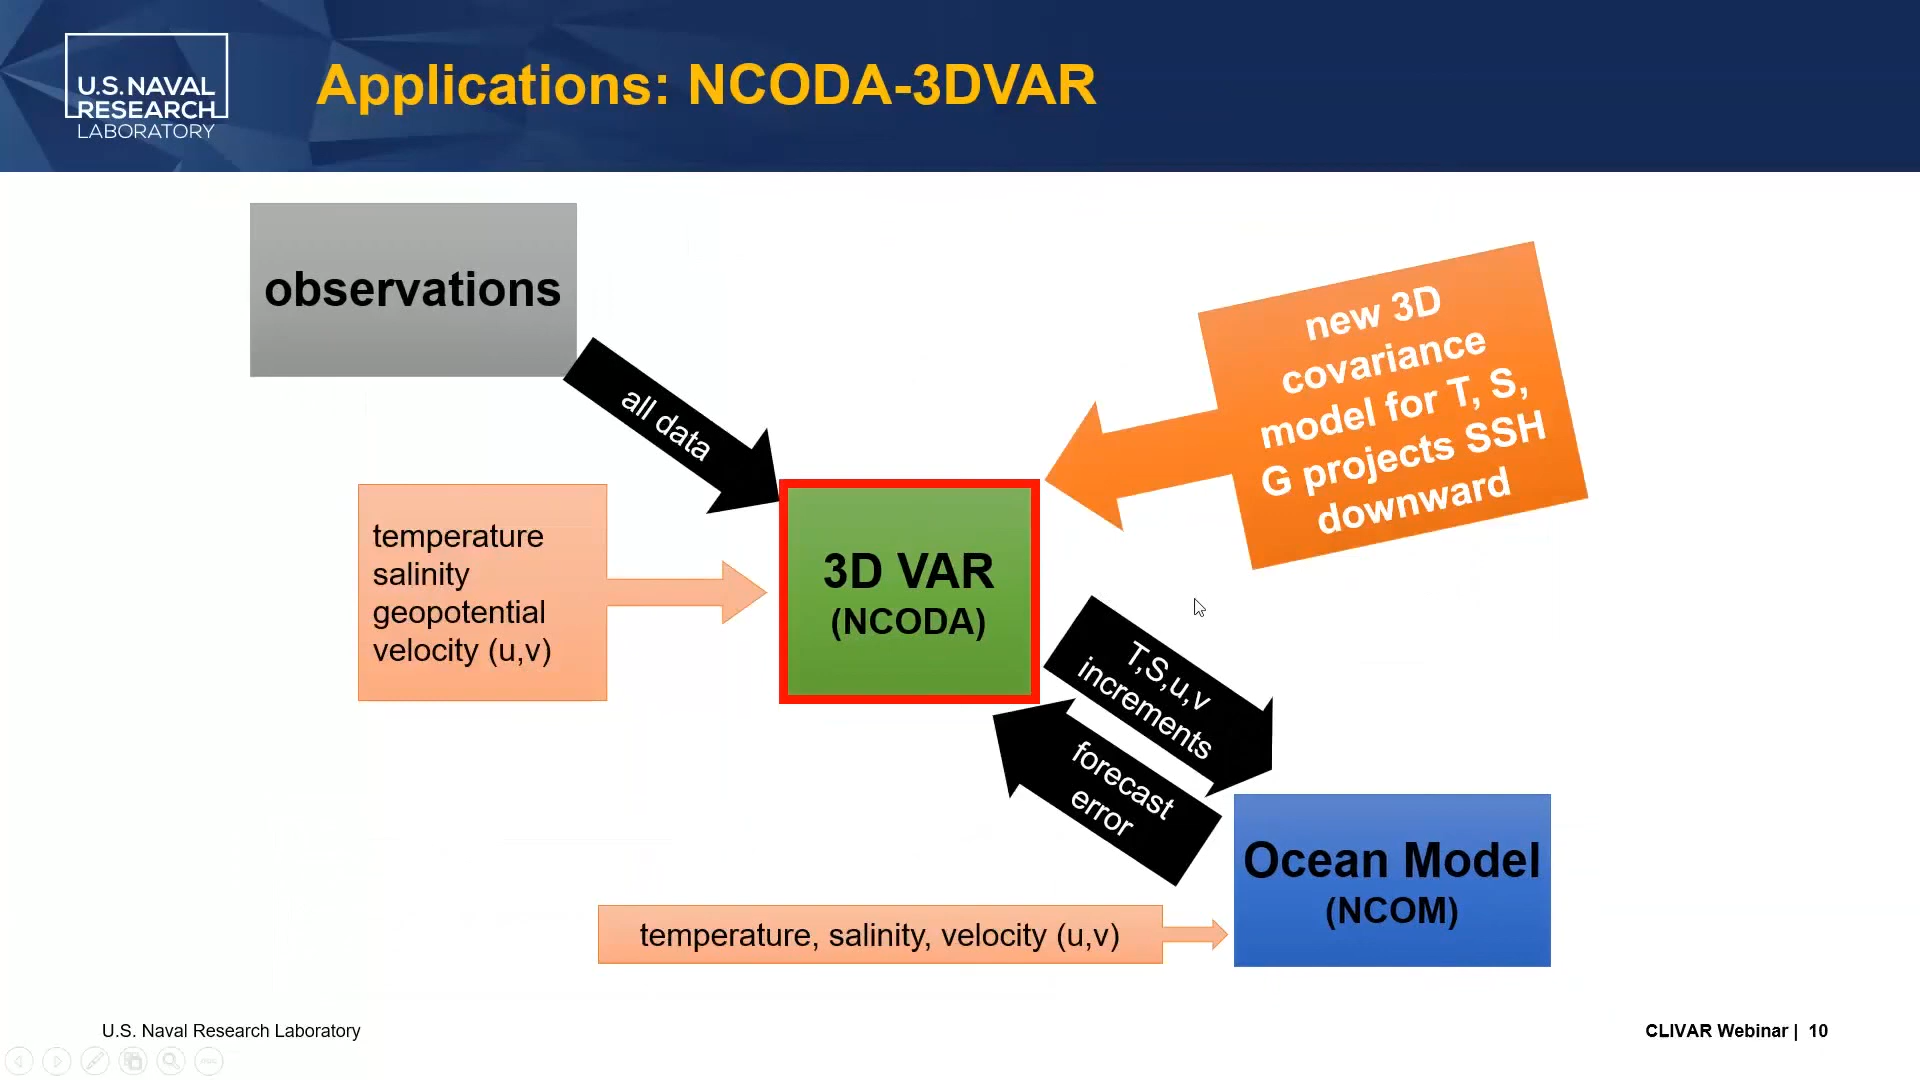 U.S. NAVAL
RESEARCH
LABORATORY
Applications: NCODA-3DVAR
observations
all data
new 3D
covariance
model for T, S,
G projects SSH
downward
temperature
salinity
geopotential
velocity (u,v)
3D VAR
(NCODA)
T,S,u,v
increments
forecast
error
Ocean Model
(NCOM)
temperature, salinity, velocity (u,v)
U.S. Naval Research Laboratory
CLIVAR Webinar | 10